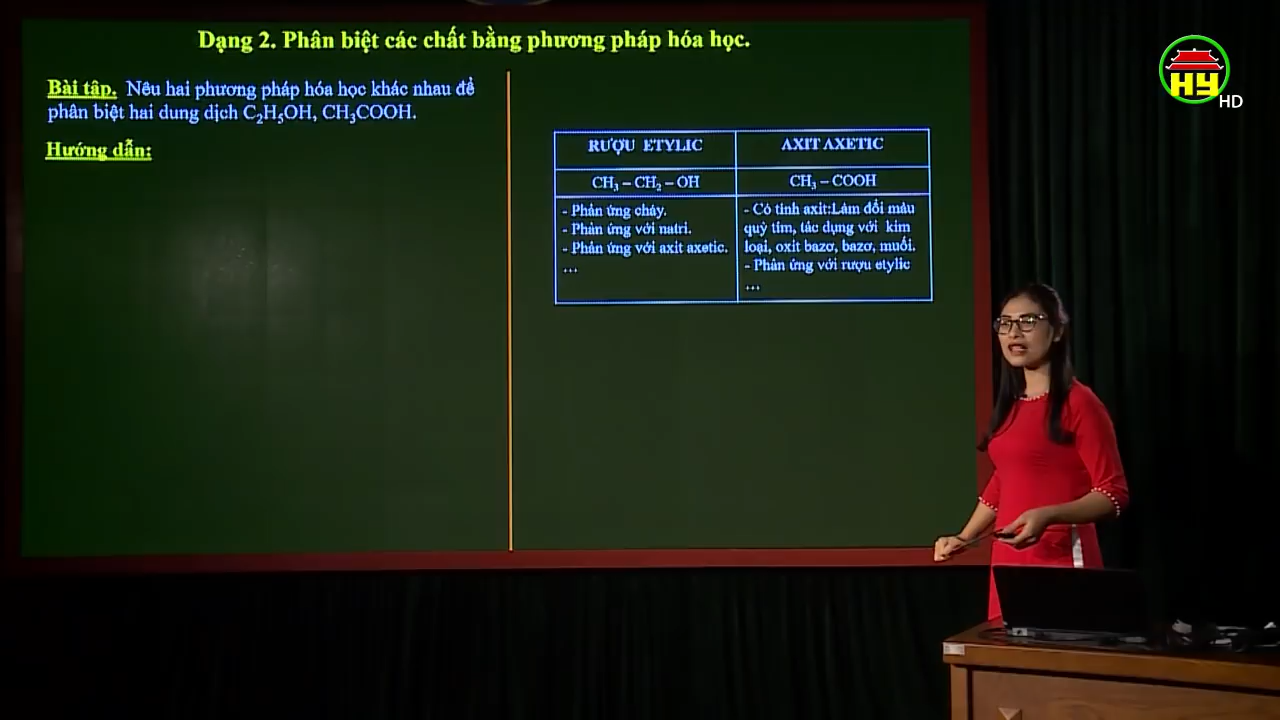 Dạng 2. Phân biệt các chất bằng phương pháp hóa học.
Bài tập. Nêu hai phương pháp hóa học khác nhau để
phân biệt hai dung dịch C₂H₅OH, CH₃COOH.
Hướng dẫn:
RƯỢU ETYLIC
AXIT AXETIC
CH₃ – CH₂ – OH
CH₃ – COOH
- Phản ứng cháy.
- Phản ứng với natri.
- Phản ứng với axit axetic.
...
- Có tính axit:Làm đổi màu
quỳ tím, tác dụng với kim
loại, oxit bazơ, bazơ, muối.
- Phản ứng với rượu etylic
...
HY
HD